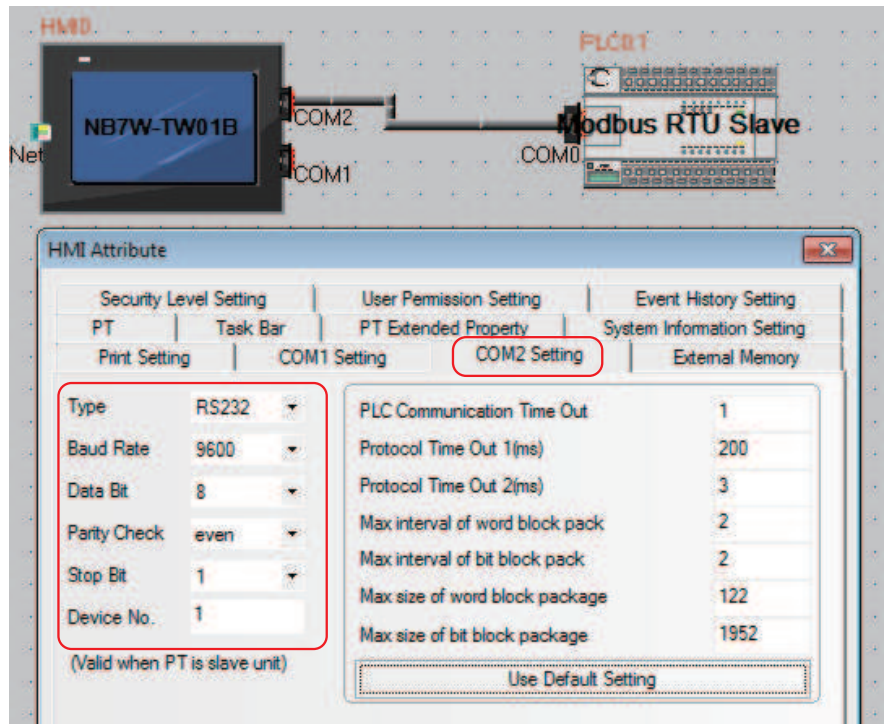 HMI0
PLC0:1
NB7W-TW01B
COM2
Modbus RTU Slave
Net
COM0
COM1
HMI Attribute
Security Level Setting User Permission Setting Event History Setting
PT Task Bar PT Extended Property System Information Setting
Print Setting COM1 Setting COM2 Setting External Memory
Type RS232
Baud Rate 9600
Data Bit 8
Parity Check even
Stop Bit 1
Device No. 1
(Valid when PT is slave unit)
PLC Communication Time Out 1
Protocol Time Out 1(ms) 200
Protocol Time Out 2(ms) 3
Max interval of word block pack 2
Max interval of bit block pack 2
Max size of word block package 122
Max size of bit block package 1952
Use Default Setting